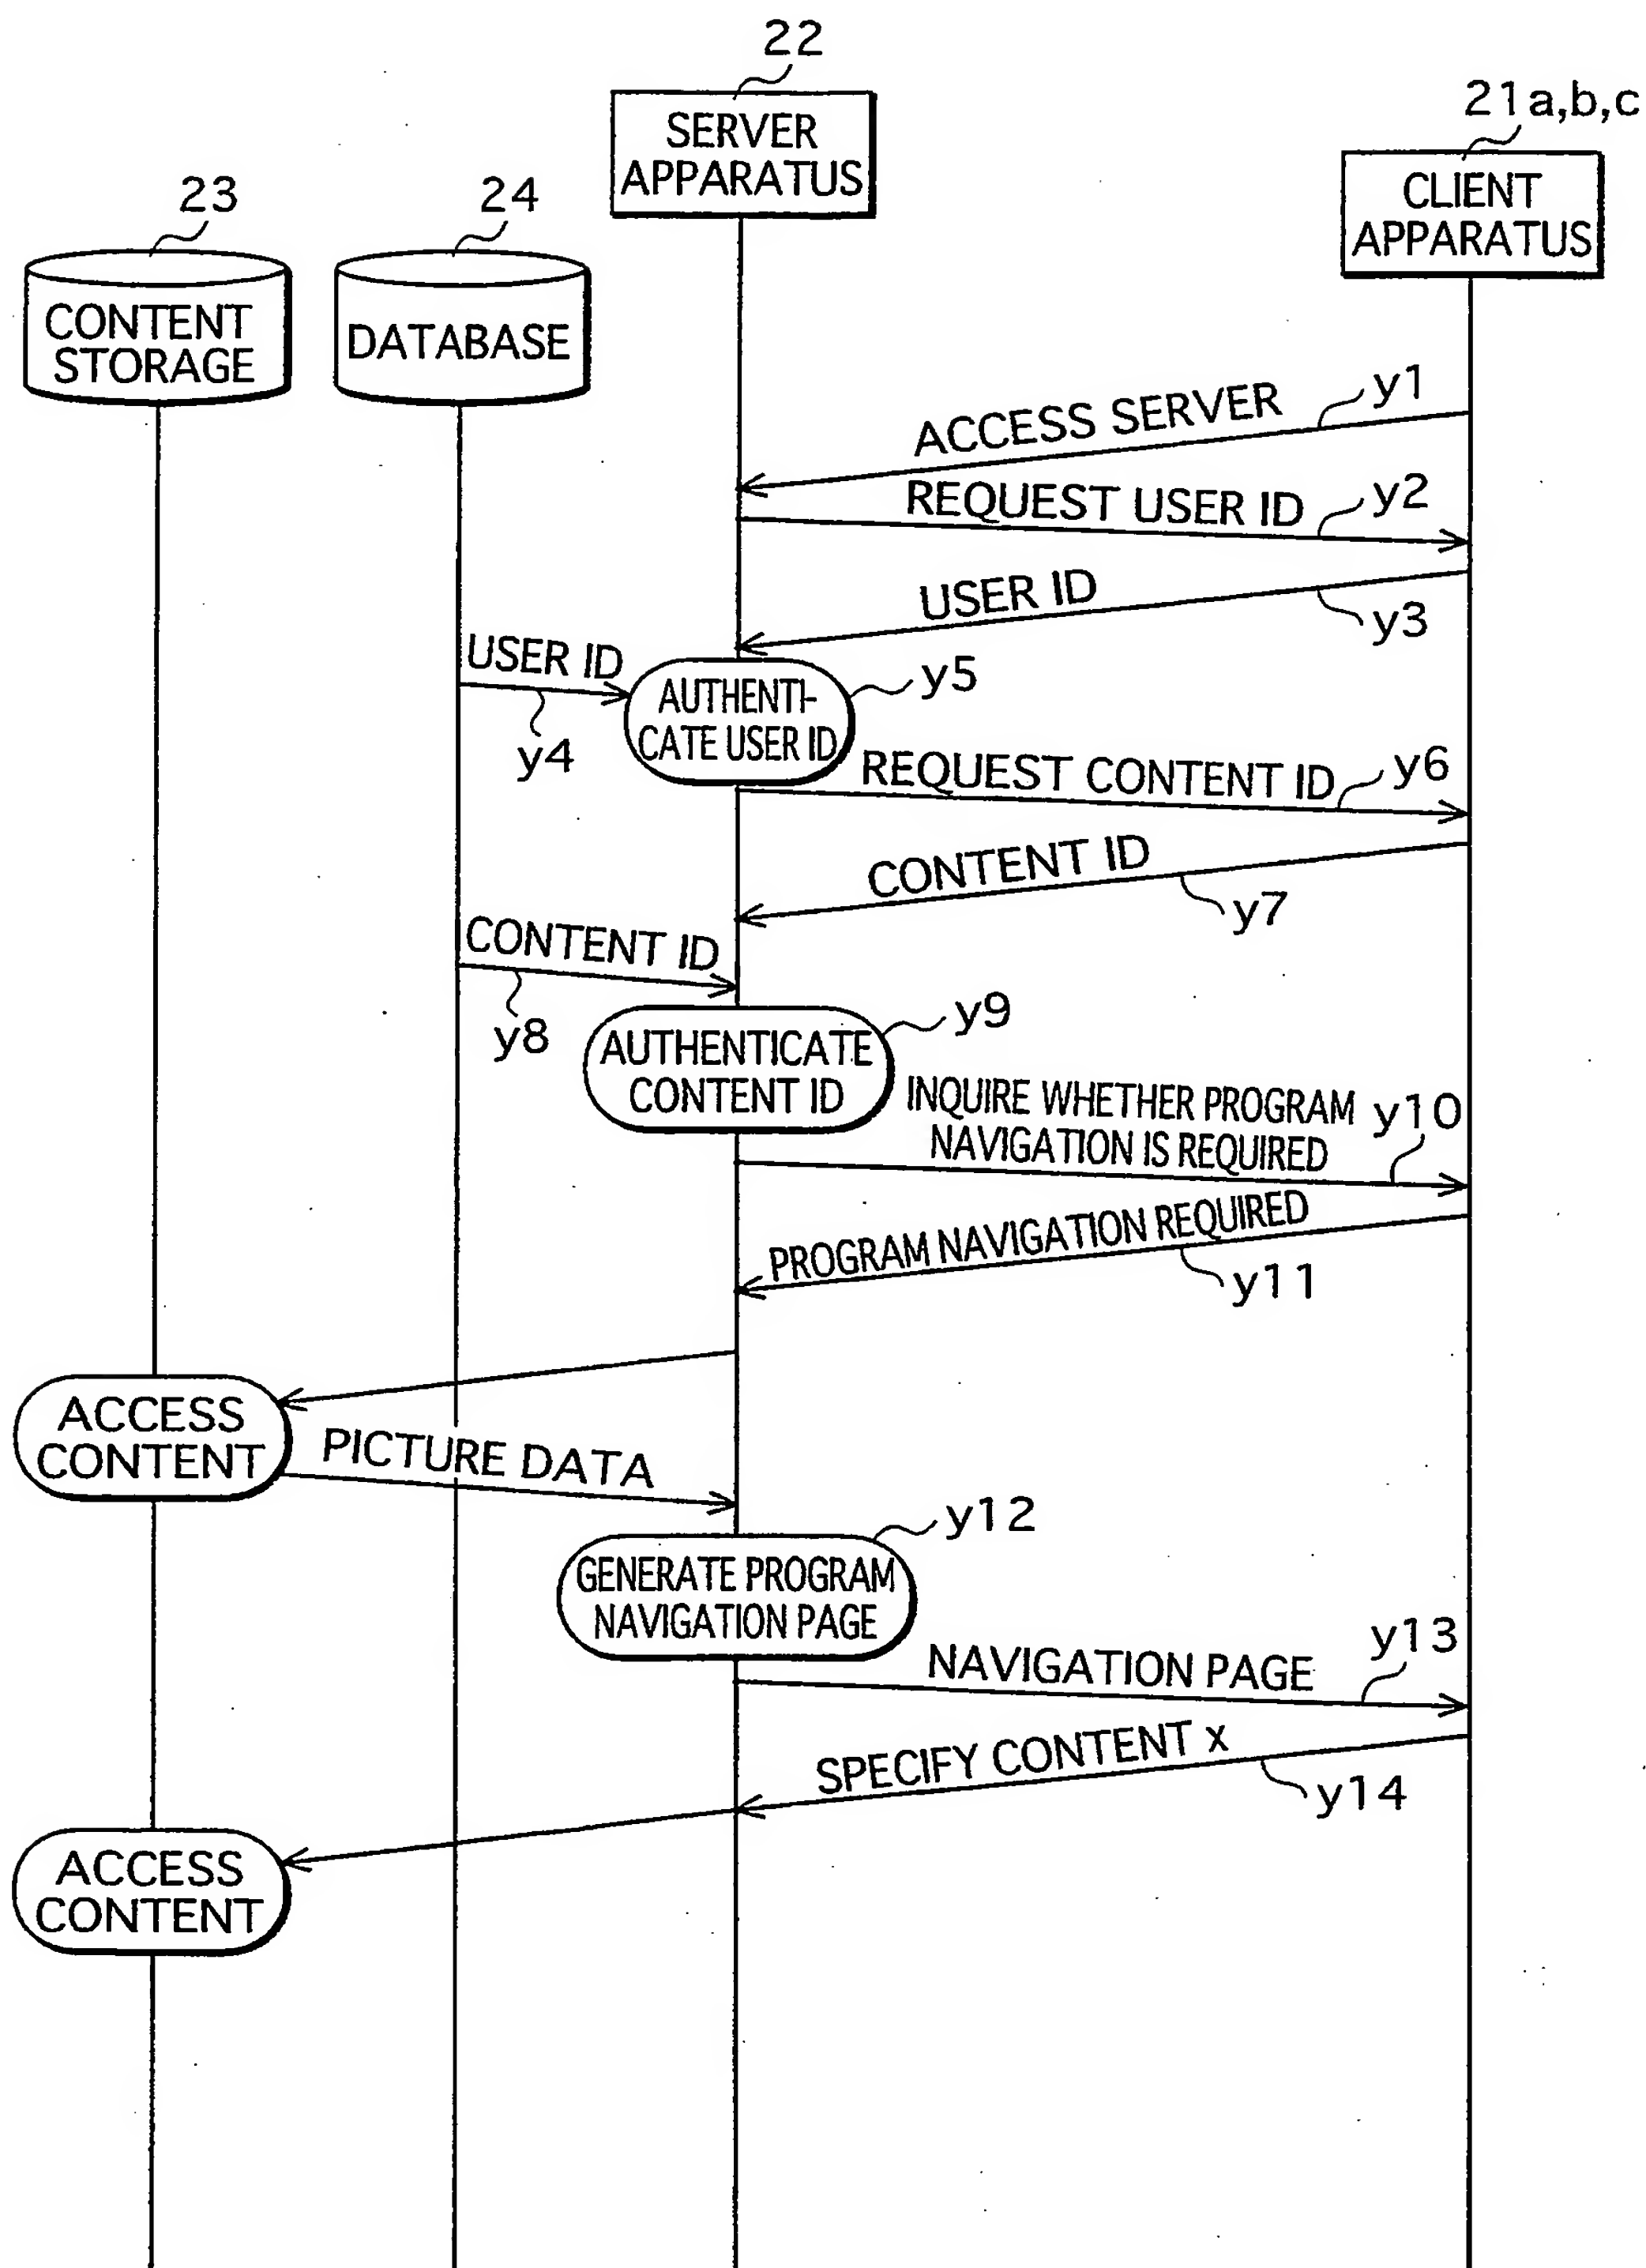 22
SERVER
APPARATUS
21a,b,c
CLIENT
APPARATUS
23
CONTENT
STORAGE
24
DATABASE
ACCESS SERVER
y1
REQUEST USER ID
y2
USER ID
y3
USER ID
y4
AUTHENTI-
CATE USER ID
y5
REQUEST CONTENT ID
y6
CONTENT ID
y7
CONTENT ID
y8
AUTHENTICATE
CONTENT ID
y9
INQUIRE WHETHER PROGRAM
NAVIGATION IS REQUIRED
y10
PROGRAM NAVIGATION REQUIRED
y11
ACCESS
CONTENT
PICTURE DATA
GENERATE PROGRAM
NAVIGATION PAGE
y12
NAVIGATION PAGE
y13
SPECIFY CONTENT x
y14
ACCESS
CONTENT